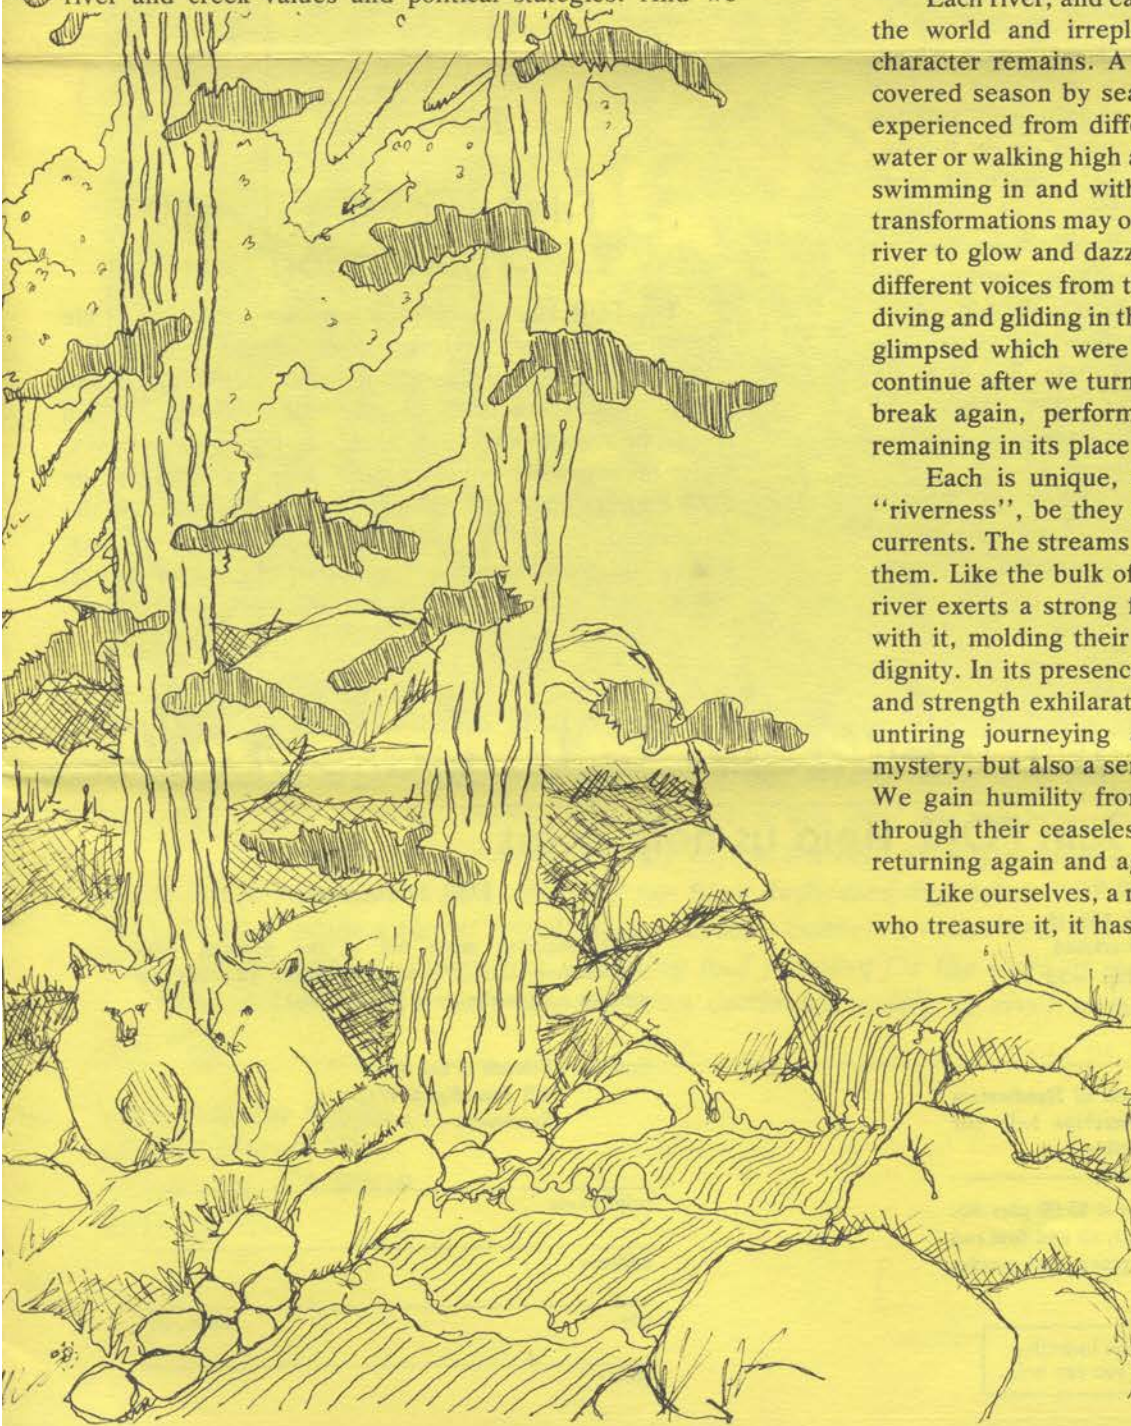 river and creek values and political strategies. And we
Each river, and ea
the world and irrepl
character remains. A
covered season by sea
experienced from diffe
water or walking high a
swimming in and with
transformations may o
river to glow and dazz
different voices from t
diving and gliding in th
glimpsed which were
continue after we turn
break again, perform
remaining in its place
Each is unique,
"riverness", be they
currents. The streams
them. Like the bulk of
river exerts a strong f
with it, molding their
dignity. In its presenc
and strength exhilarat
untiring journeying
mystery, but also a se
We gain humility fro
through their ceaseles
returning again and a
Like ourselves, a r
who treasure it, it has